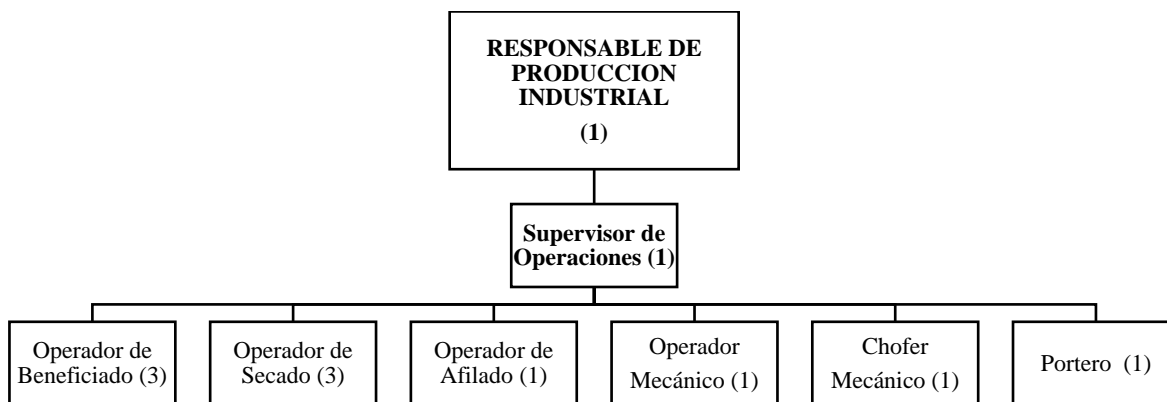 RESPONSABLE DE
PRODUCCION
INDUSTRIAL
(1)
Supervisor de
Operaciones (1)
Operador de
Beneficiado (3)
Operador de
Secado (3)
Operador de
Afilado (1)
Operador
Mecánico (1)
Chofer
Mecánico (1)
Portero (1)